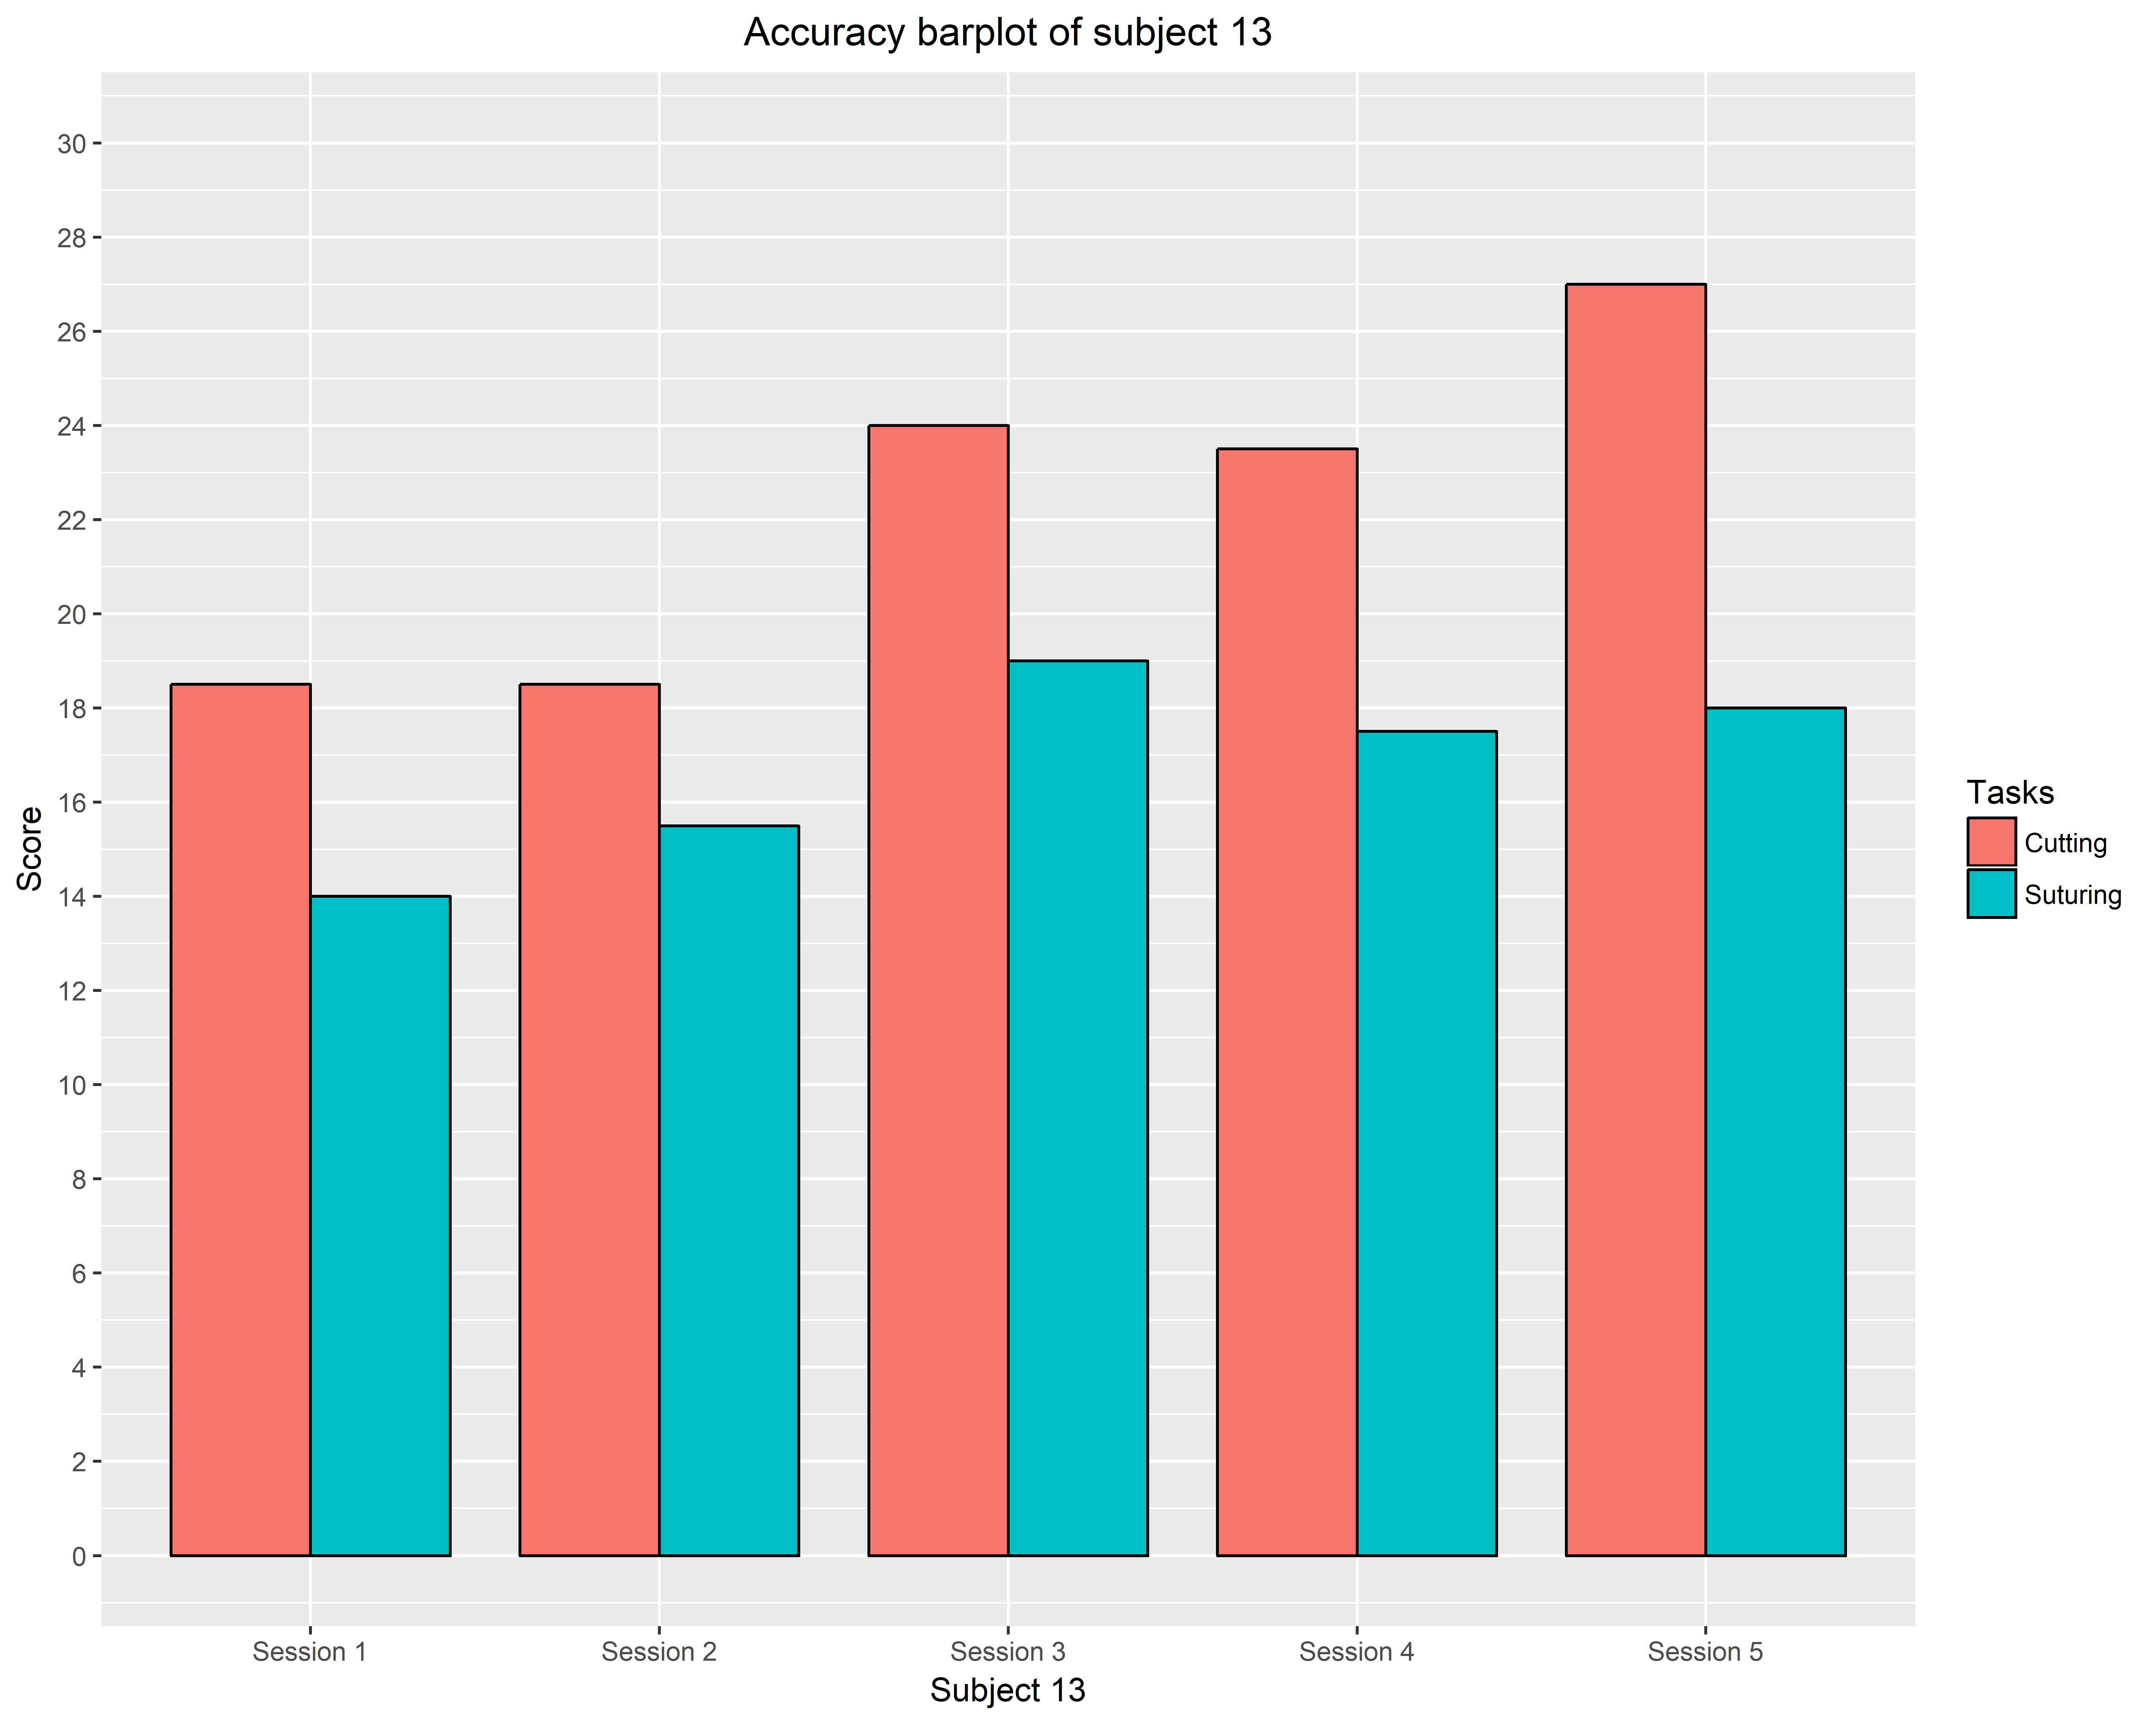 Accuracy barplot of subject 13
30
28
26
24
22
20
18
16
14
12
10
8
6
4
2
0
Score
Session 1 Session 2 Session 3 Session 4 Session 5
Subject 13
Tasks
Cutting
Suturing